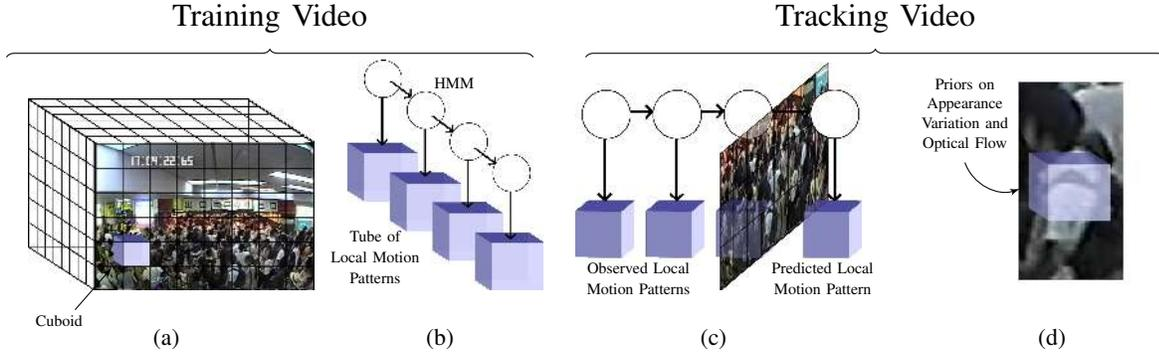 Training Video
Tracking Video
HMM
Priors on
Appearance
Variation and
Optical Flow
17:09:22.65
Tube of
Local Motion
Patterns
Observed Local
Motion Patterns
Predicted Local
Motion Pattern
Cuboid
(a)
(b)
(c)
(d)